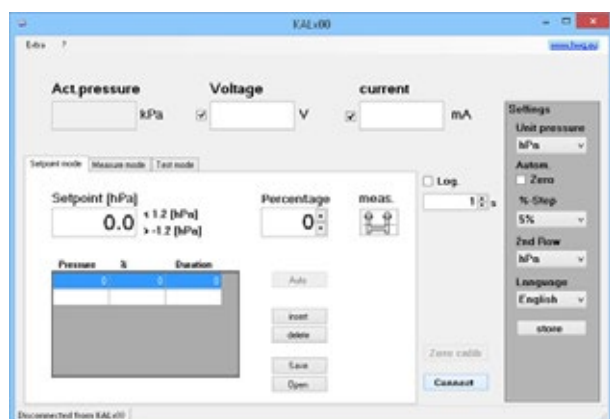 KALx00
Extra ?
Act.pressure Voltage current
kPa V mA
Settings
Unit pressure
hPa
Autom.
Zero
%-Step
5%
2nd Row
hPa
Language
English
store
Setpoint mode Measure mode Test mode
Log.
1 s
Setpoint [hPa] Percentage meas.
0.0 < 1.2 [hPa] 0
> -1.2 [hPa]
Pressure % Duration
0 0 0
Auto
insert
delete
Save
Open
Zero calib
Connect
Disconnected from KALx00